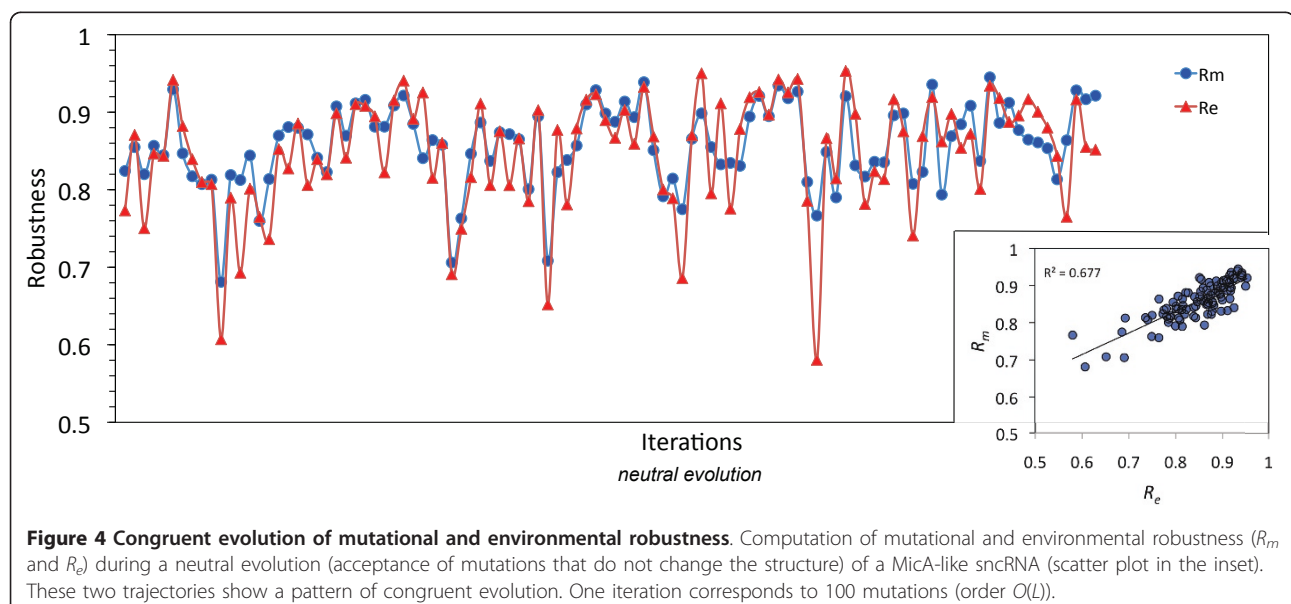 1
0.9
0.8
0.7
0.6
0.5
Robustness
Rm
Re
Iterations
neutral evolution
1
0.9
0.8
0.7
0.6
0.5
R² = 0.677
Rm
0.5 0.6 0.7 0.8 0.9 1
Re
Figure 4 Congruent evolution of mutational and environmental robustness. Computation of mutational and environmental robustness (Rm
and Re) during a neutral evolution (acceptance of mutations that do not change the structure) of a MicA-like sncRNA (scatter plot in the inset).
These two trajectories show a pattern of congruent evolution. One iteration corresponds to 100 mutations (order O(L)).